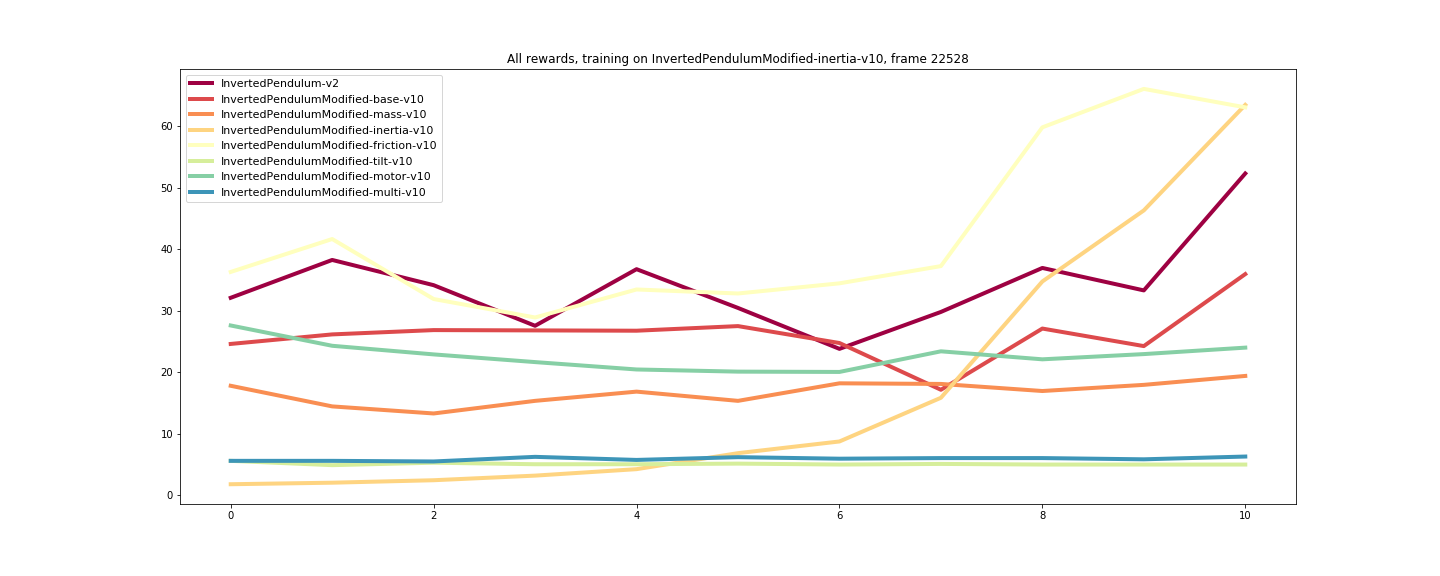 All rewards, training on InvertedPendulumModified-inertia-v10, frame 22528
InvertedPendulum-v2
InvertedPendulumModified-base-v10
InvertedPendulumModified-mass-v10
InvertedPendulumModified-inertia-v10
InvertedPendulumModified-friction-v10
InvertedPendulumModified-tilt-v10
InvertedPendulumModified-motor-v10
InvertedPendulumModified-multi-v10
60
50
40
30
20
10
0
0 2 4 6 8 10